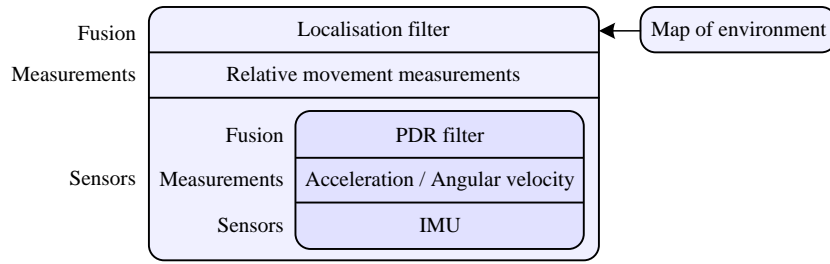 Fusion Localisation filter Map of environment
Measurements Relative movement measurements
Fusion PDR filter
Sensors Measurements Acceleration / Angular velocity
Sensors IMU